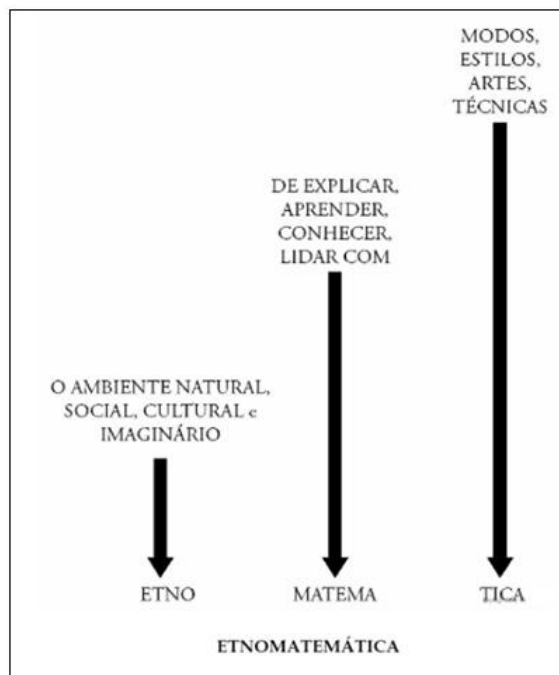 MODOS,
ESTILOS,
ARTES,
TÉCNICAS
DE EXPLICAR,
APRENDER,
CONHECER,
LIDAR COM
O AMBIENTE NATURAL,
SOCIAL, CULTURAL e
IMAGINÁRIO
ETNO
MATEMA
TICA
ETNOMATEMÁTICA